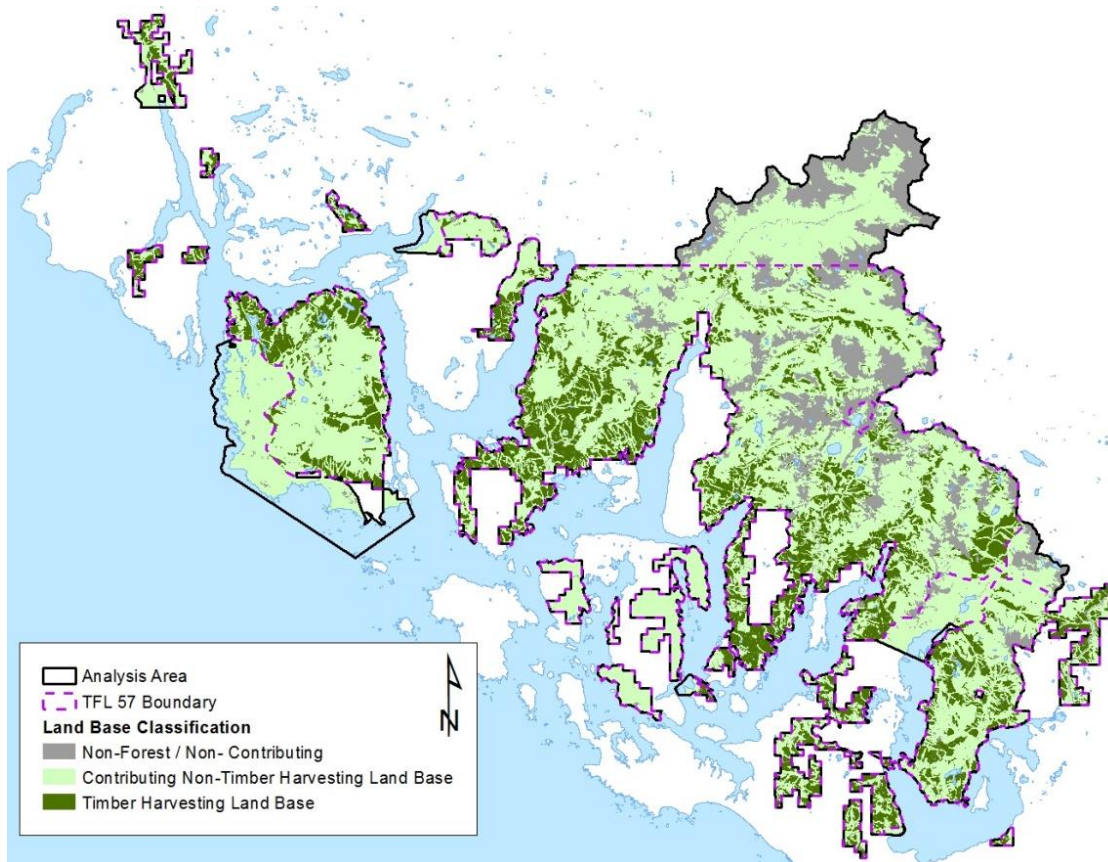 Analysis Area
TFL 57 Boundary
Land Base Classification
Non-Forest / Non- Contributing
Contributing Non-Timber Harvesting Land Base
Timber Harvesting Land Base
N